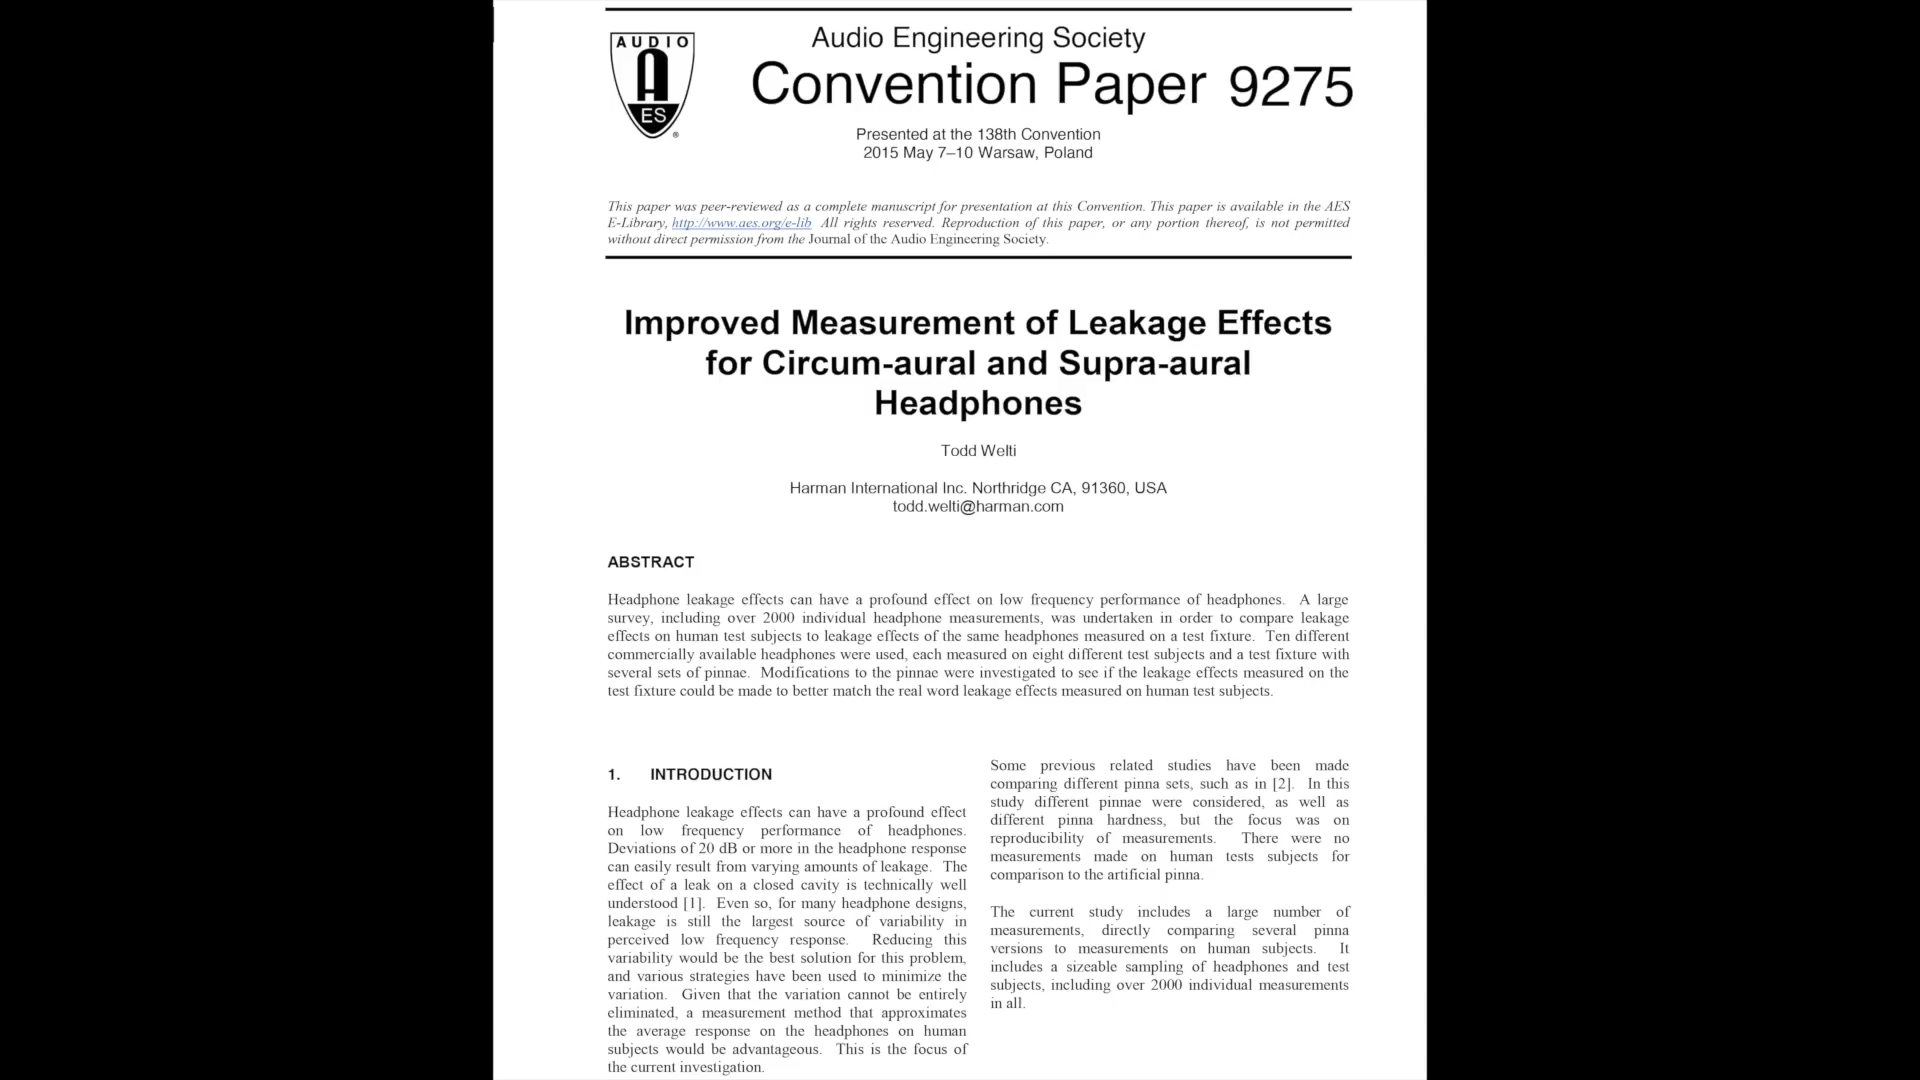 AUDIO
A
ES
®
Audio Engineering Society
Convention Paper 9275
Presented at the 138th Convention
2015 May 7–10 Warsaw, Poland
This paper was peer-reviewed as a complete manuscript for presentation at this Convention. This paper is available in the AES
E-Library, http://www.aes.org/e-lib All rights reserved. Reproduction of this paper, or any portion thereof, is not permitted
without direct permission from the Journal of the Audio Engineering Society.
Improved Measurement of Leakage Effects
for Circum-aural and Supra-aural
Headphones
Todd Welti
Harman International Inc. Northridge CA, 91360, USA
todd.welti@harman.com
ABSTRACT
Headphone leakage effects can have a profound effect on low frequency performance of headphones. A large
survey, including over 2000 individual headphone measurements, was undertaken in order to compare leakage
effects on human test subjects to leakage effects of the same headphones measured on a test fixture. Ten different
commercially available headphones were used, each measured on eight different test subjects and a test fixture with
several sets of pinnae. Modifications to the pinnae were investigated to see if the leakage effects measured on the
test fixture could be made to better match the real word leakage effects measured on human test subjects.
1. INTRODUCTION
Headphone leakage effects can have a profound effect
on low frequency performance of headphones.
Deviations of 20 dB or more in the headphone response
can easily result from varying amounts of leakage. The
effect of a leak on a closed cavity is technically well
understood [1]. Even so, for many headphone designs,
leakage is still the largest source of variability in
perceived low frequency response. Reducing this
variability would be the best solution for this problem,
and various strategies have been used to minimize the
variation. Given that the variation cannot be entirely
eliminated, a measurement method that approximates
the average response on the headphones on human
subjects would be advantageous. This is the focus of
the current investigation.
Some previous related studies have been made
comparing different pinna sets, such as in [2]. In this
study different pinnae were considered, as well as
different pinna hardness, but the focus was on
reproducibility of measurements. There were no
measurements made on human tests subjects for
comparison to the artificial pinna.
The current study includes a large number of
measurements, directly comparing several pinna
versions to measurements on human subjects. It
includes a sizeable sampling of headphones and test
subjects, including over 2000 individual measurements
in all.